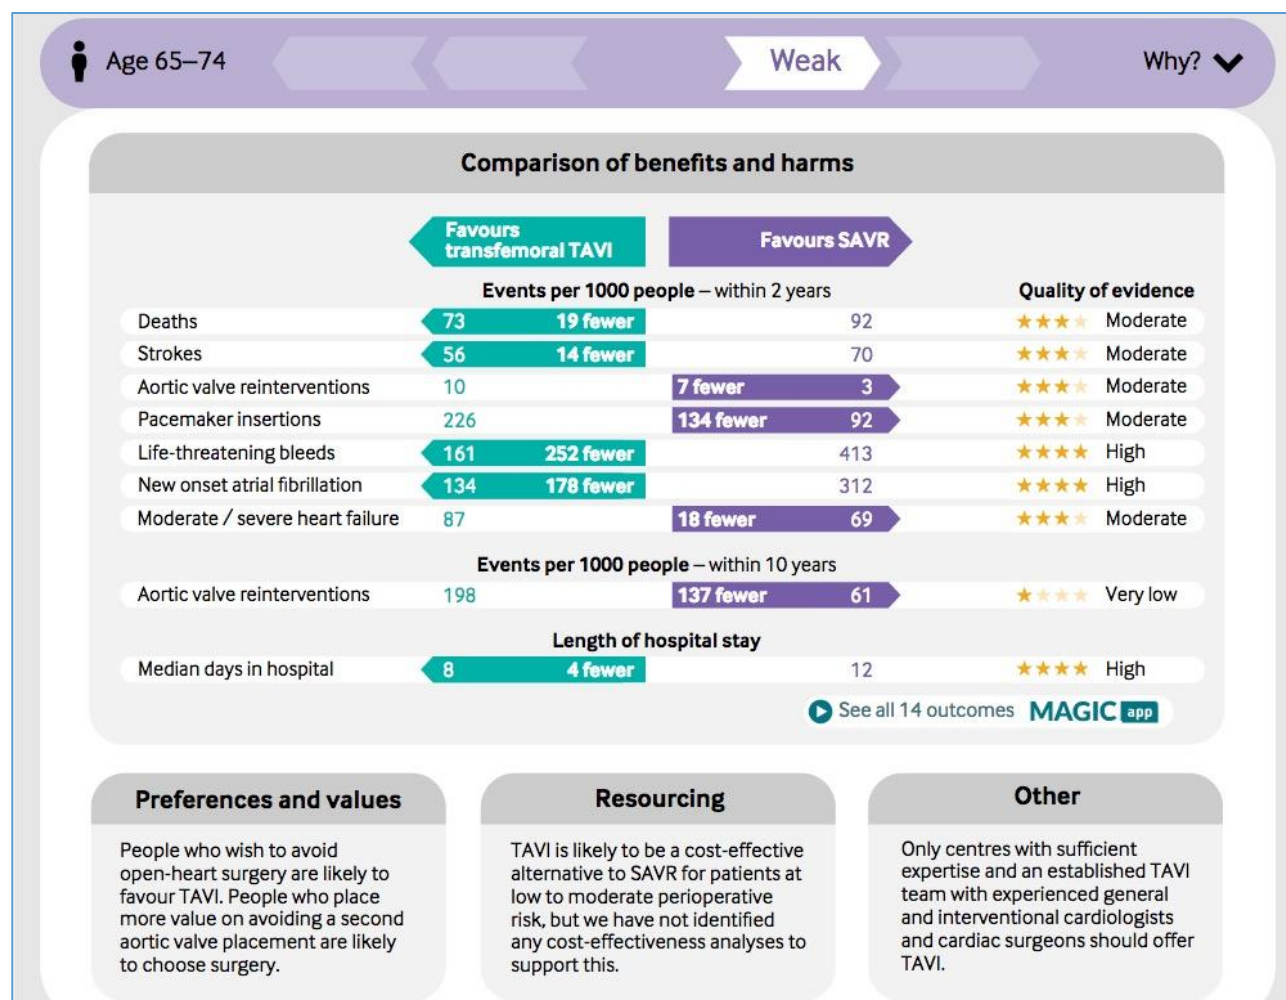 Age 65–74 Weak Why?
Comparison of benefits and harms
Favours
transfemoral TAVI
Favours SAVR
Events per 1000 people – within 2 years Quality of evidence
Deaths 73 19 fewer 92 Moderate
Strokes 56 14 fewer 70 Moderate
Aortic valve reinterventions 10 7 fewer 3 Moderate
Pacemaker insertions 226 134 fewer 92 Moderate
Life-threatening bleeds 161 252 fewer 413 High
New onset atrial fibrillation 134 178 fewer 312 High
Moderate / severe heart failure 87 18 fewer 69 Moderate
Events per 1000 people – within 10 years
Aortic valve reinterventions 198 137 fewer 61 Very low
Length of hospital stay
Median days in hospital 8 4 fewer 12 High
See all 14 outcomes MAGIC app
Preferences and values
People who wish to avoid
open-heart surgery are likely to
favour TAVI. People who place
more value on avoiding a second
aortic valve placement are likely
to choose surgery.
Resourcing
TAVI is likely to be a cost-effective
alternative to SAVR for patients at
low to moderate perioperative
risk, but we have not identified
any cost-effectiveness analyses to
support this.
Other
Only centres with sufficient
expertise and an established TAVI
team with experienced general
and interventional cardiologists
and cardiac surgeons should offer
TAVI.